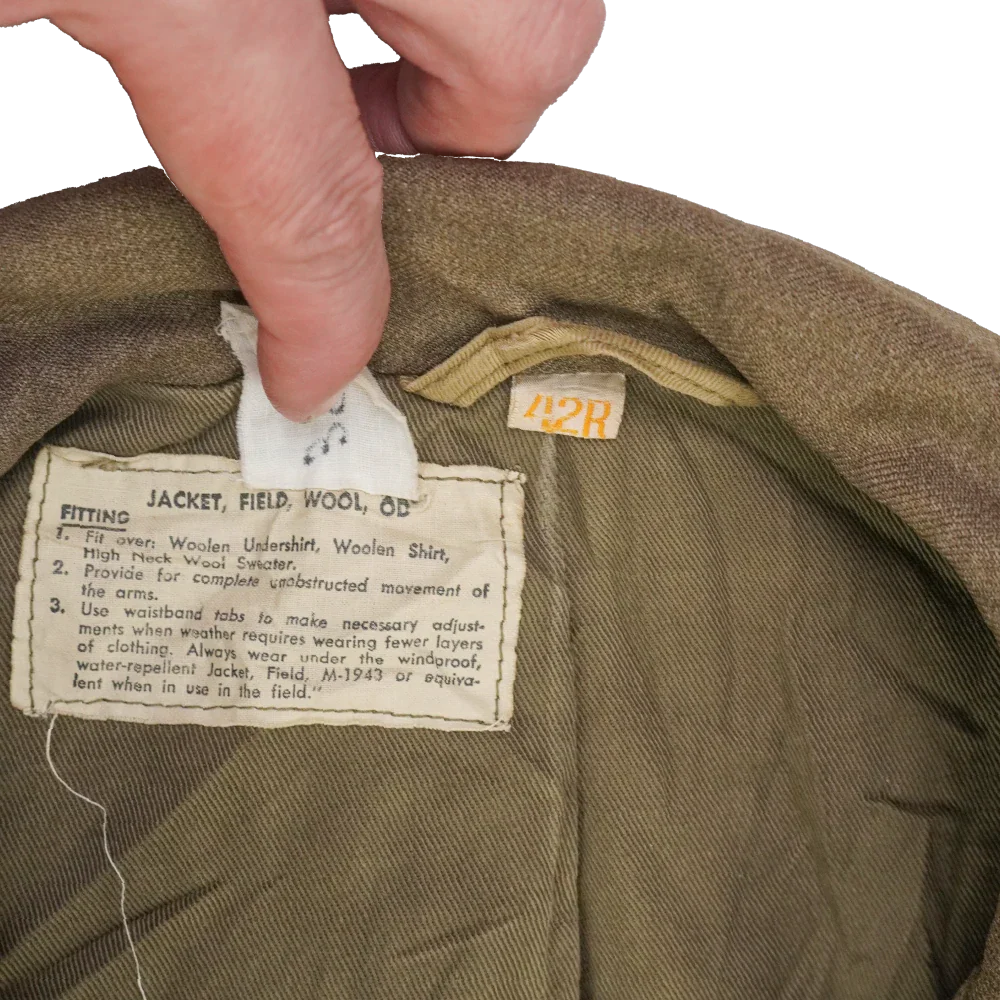 42R
JACKET, FIELD, WOOL, OD
FITTING
1. Fit over: Woolen Undershirt, Woolen Shirt,
High Neck Wool Sweater.
2. Provide for complete unobstructed movement of
the arms.
3. Use waistband tabs to make necessary adjust-
ments when weather requires wearing fewer layers
of clothing. Always wear under the windproof,
water-repellent Jacket, Field, M-1943 or equiva-
lent when in use in the field."